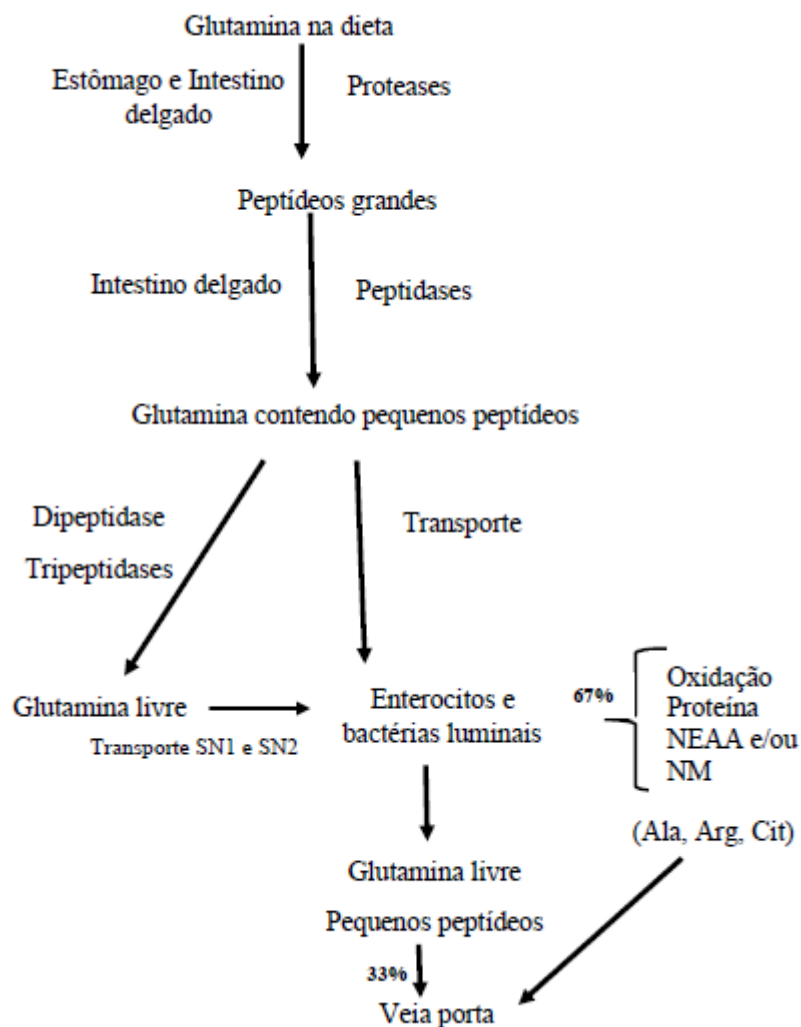 Glutamina na dieta
Estômago e Intestino
delgado
Proteases
Peptídeos grandes
Intestino delgado
Peptidases
Glutamina contendo pequenos peptídeos
Dipeptidase
Tripeptidases
Transporte
Glutamina livre
Transporte SN1 e SN2
Enterocitos e
bactérias luminais
67%
Oxidação
Proteína
NEAA e/ou
NM
(Ala, Arg, Cit)
Glutamina livre
Pequenos peptídeos
33%
Veia porta